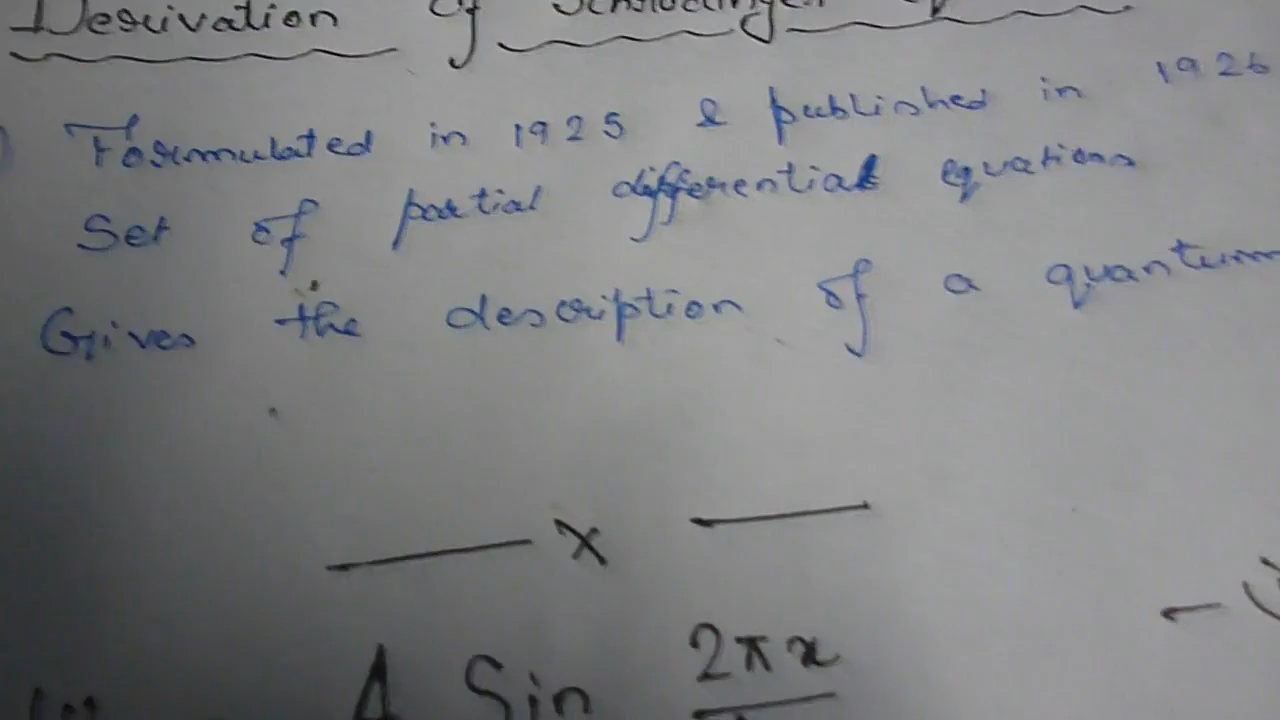 Derivation of Schrodinger
Formulated in 1925 & published in 1926
Set of partial differential equations
Gives the description of a quantum
— x —
A Sin 2πx